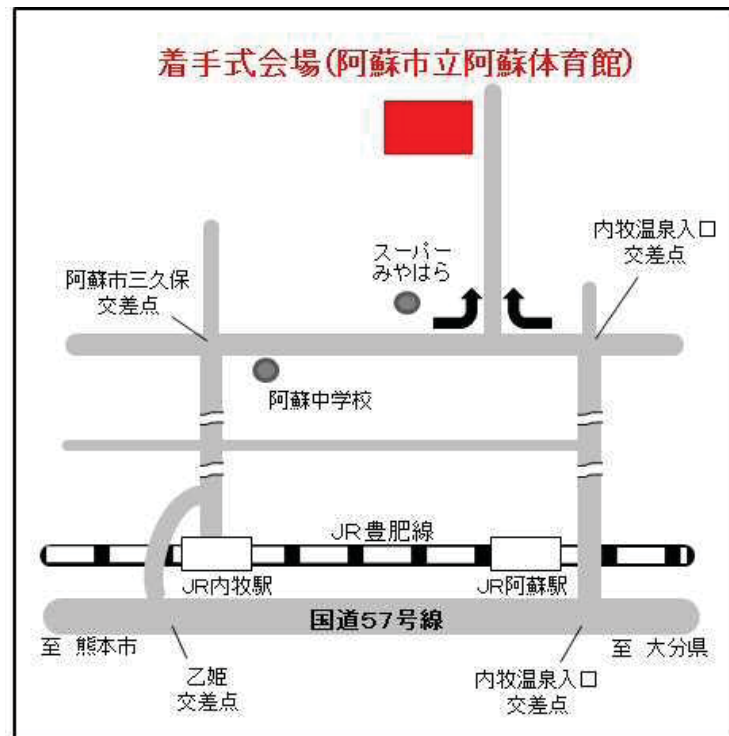 着手式会場(阿蘇市立阿蘇体育館)
スーパー
みやはら
内牧温泉入口
交差点
阿蘇市三久保
交差点
阿蘇中学校
JR豊肥線
JR内牧駅
JR阿蘇駅
国道57号線
至 熊本市
至 大分県
乙姫
交差点
内牧温泉入口
交差点